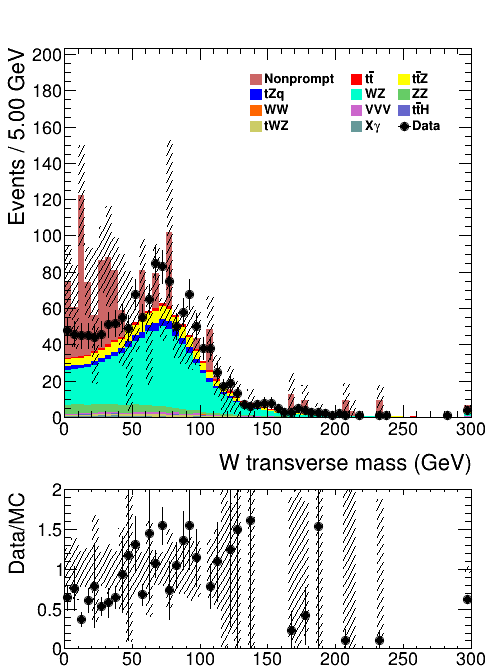 Events / 5.00 GeV
200
180
160
140
120
100
80
60
40
20
0
Nonprompt tt̄ tt̄Z
tZq WZ ZZ
WW VVV tt̄H
tWZ Xγ Data
0 50 100 150 200 250 300
W transverse mass (GeV)
Data/MC
2
1.5
1
0.5
0
0 50 100 150 200 250 300